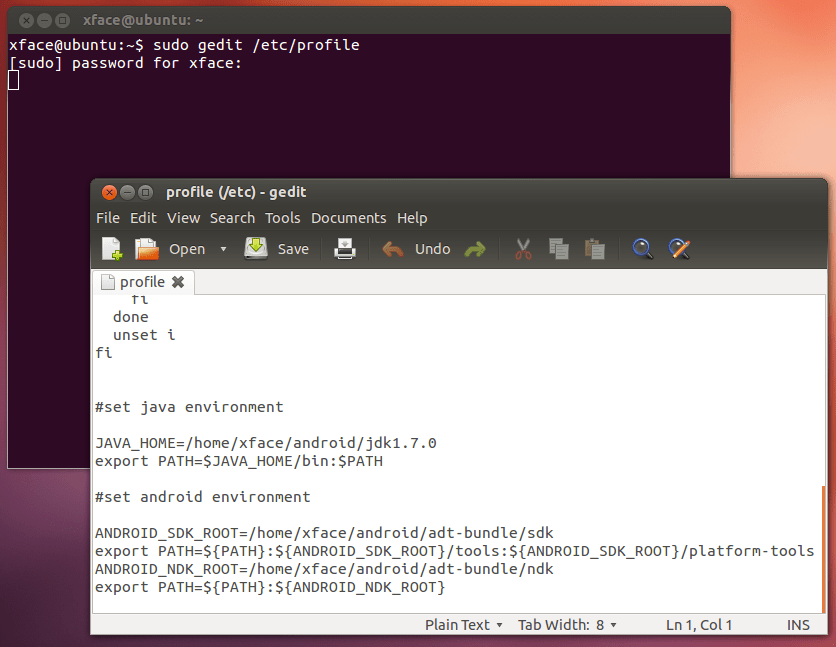 xface@ubuntu: ~
xface@ubuntu:~$ sudo gedit /etc/profile
[sudo] password for xface:
profile (/etc) - gedit
File Edit View Search Tools Documents Help
Open Save Undo
profile
fi
done
unset i
fi
#set java environment
JAVA_HOME=/home/xface/android/jdk1.7.0
export PATH=$JAVA_HOME/bin:$PATH
#set android environment
ANDROID_SDK_ROOT=/home/xface/android/adt-bundle/sdk
export PATH=${PATH}:${ANDROID_SDK_ROOT}/tools:${ANDROID_SDK_ROOT}/platform-tools
ANDROID_NDK_ROOT=/home/xface/android/adt-bundle/ndk
export PATH=${PATH}:${ANDROID_NDK_ROOT}
Plain Text Tab Width: 8 Ln 1, Col 1 INS